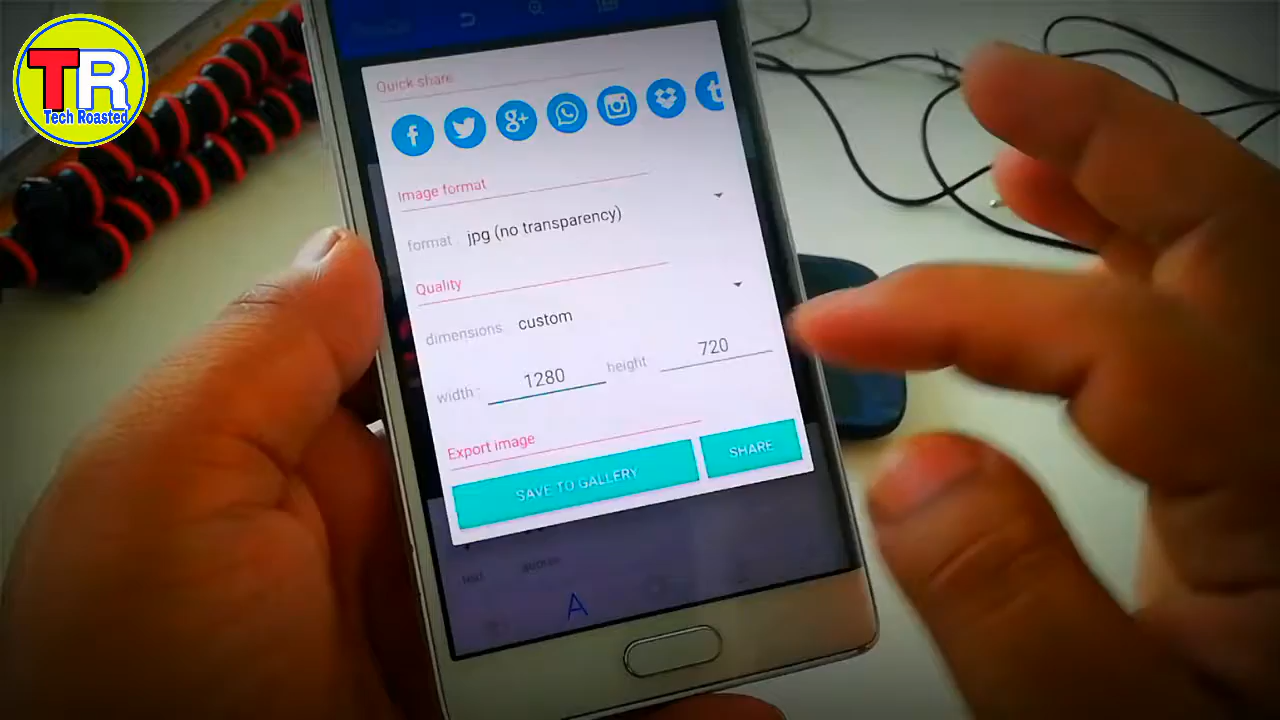 TR
Tech Roasted
Quick share
Image format
format : jpg (no transparency)
Quality
dimensions: custom
width : 1280 height 720
Export image
SAVE TO GALLERY SHARE
text
A